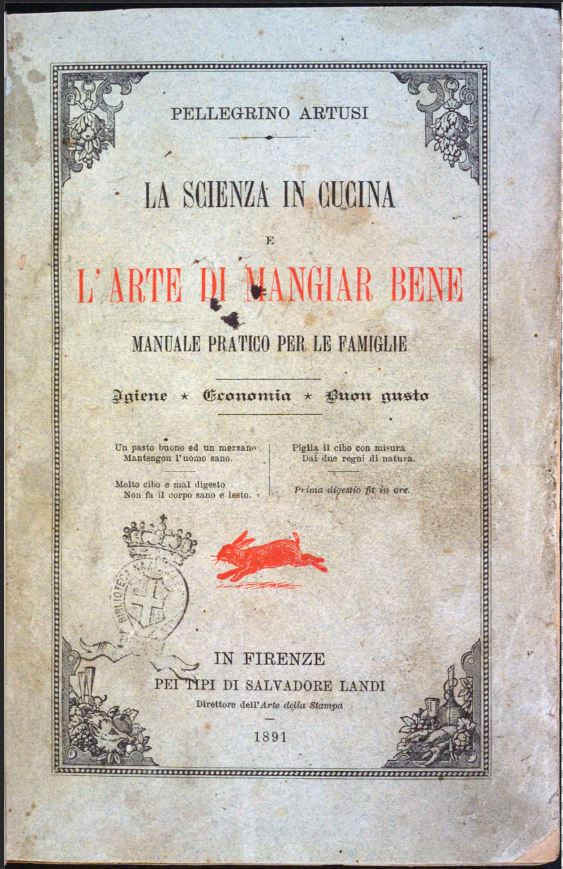 PELLEGRINO ARTUSI
LA SCIENZA IN CUCINA
E
L'ARTE DI MANGIAR BENE
MANUALE PRATICO PER LE FAMIGLIE
Igiene ⋆ Economia ⋆ Buon gusto
Un pasto buono ed un mezzano
Mantengon l'uomo sano.
Molto cibo e mal digesto
Non fa il corpo sano e lesto.
Piglia il cibo con misura
Dai due regni di natura.
Prima digestio fit in ore.
BIBLIOTECA
IN FIRENZE
PEI TIPI DI SALVADORE LANDI
Direttore dell'Arte della Stampa
1891